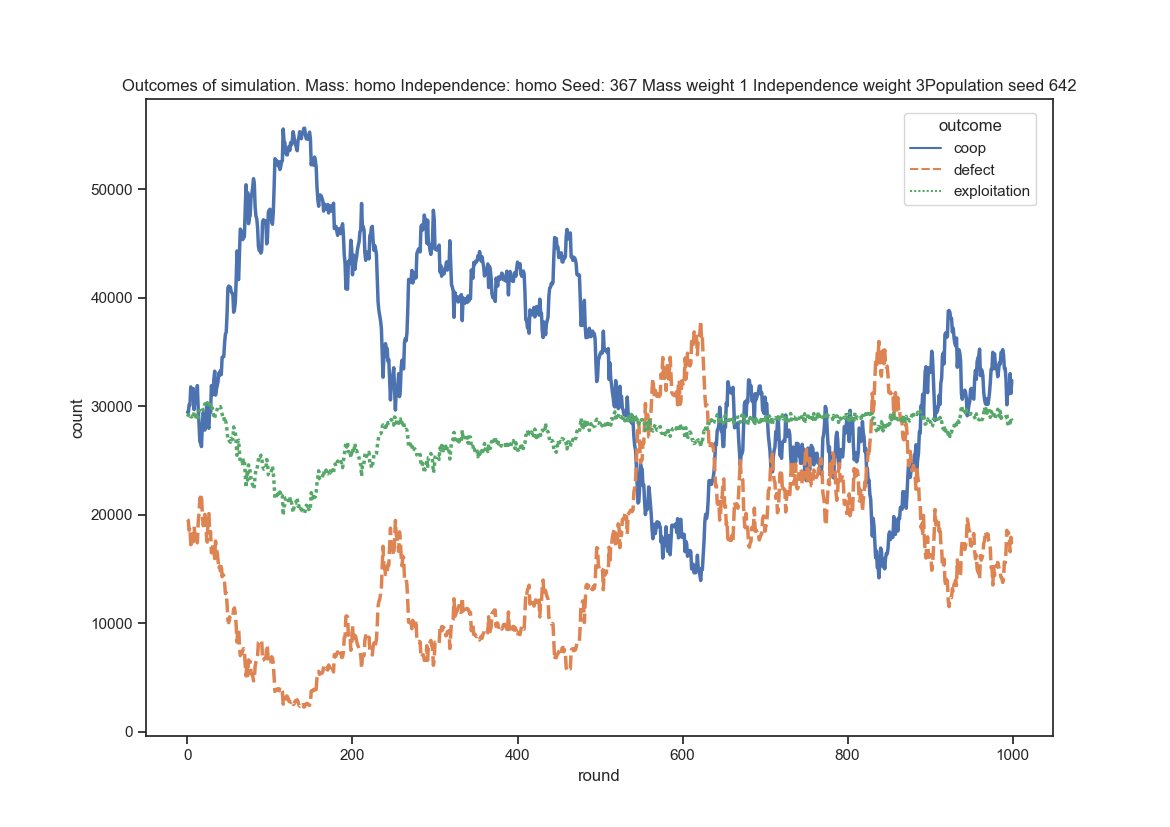 Outcomes of simulation. Mass: homo Independence: homo Seed: 367 Mass weight 1 Independence weight 3Population seed 642
outcome
coop
defect
exploitation
count
50000
40000
30000
20000
10000
0
0 200 400 600 800 1000
round